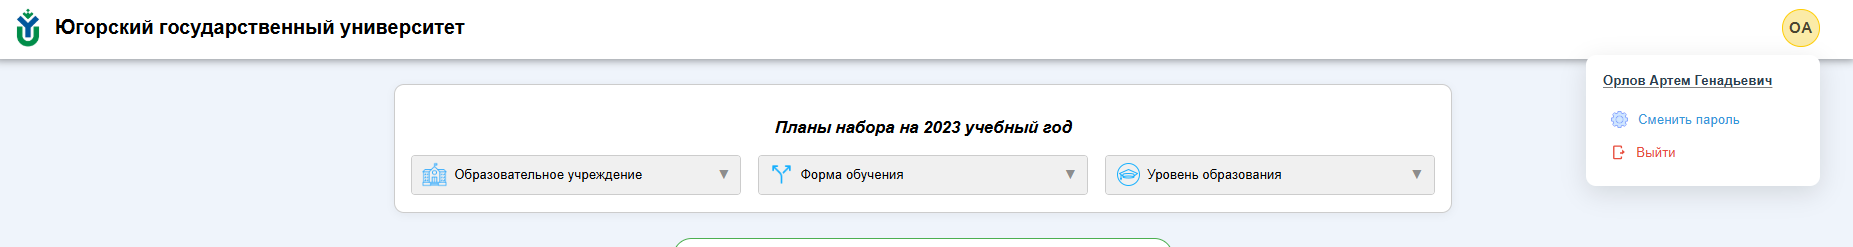 Югорский государственный университет
ОА
Орлов Артем Генадьевич
Сменить пароль
Выйти
Планы набора на 2023 учебный год
Образовательное учреждение
Форма обучения
Уровень образования